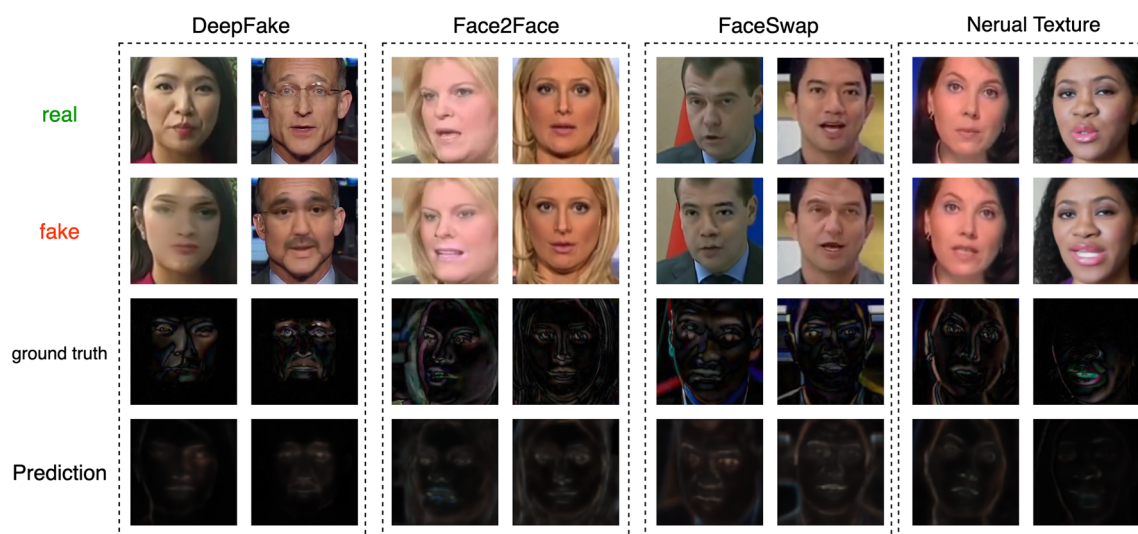 DeepFake Face2Face FaceSwap Nerual Texture
real
fake
ground truth
Prediction